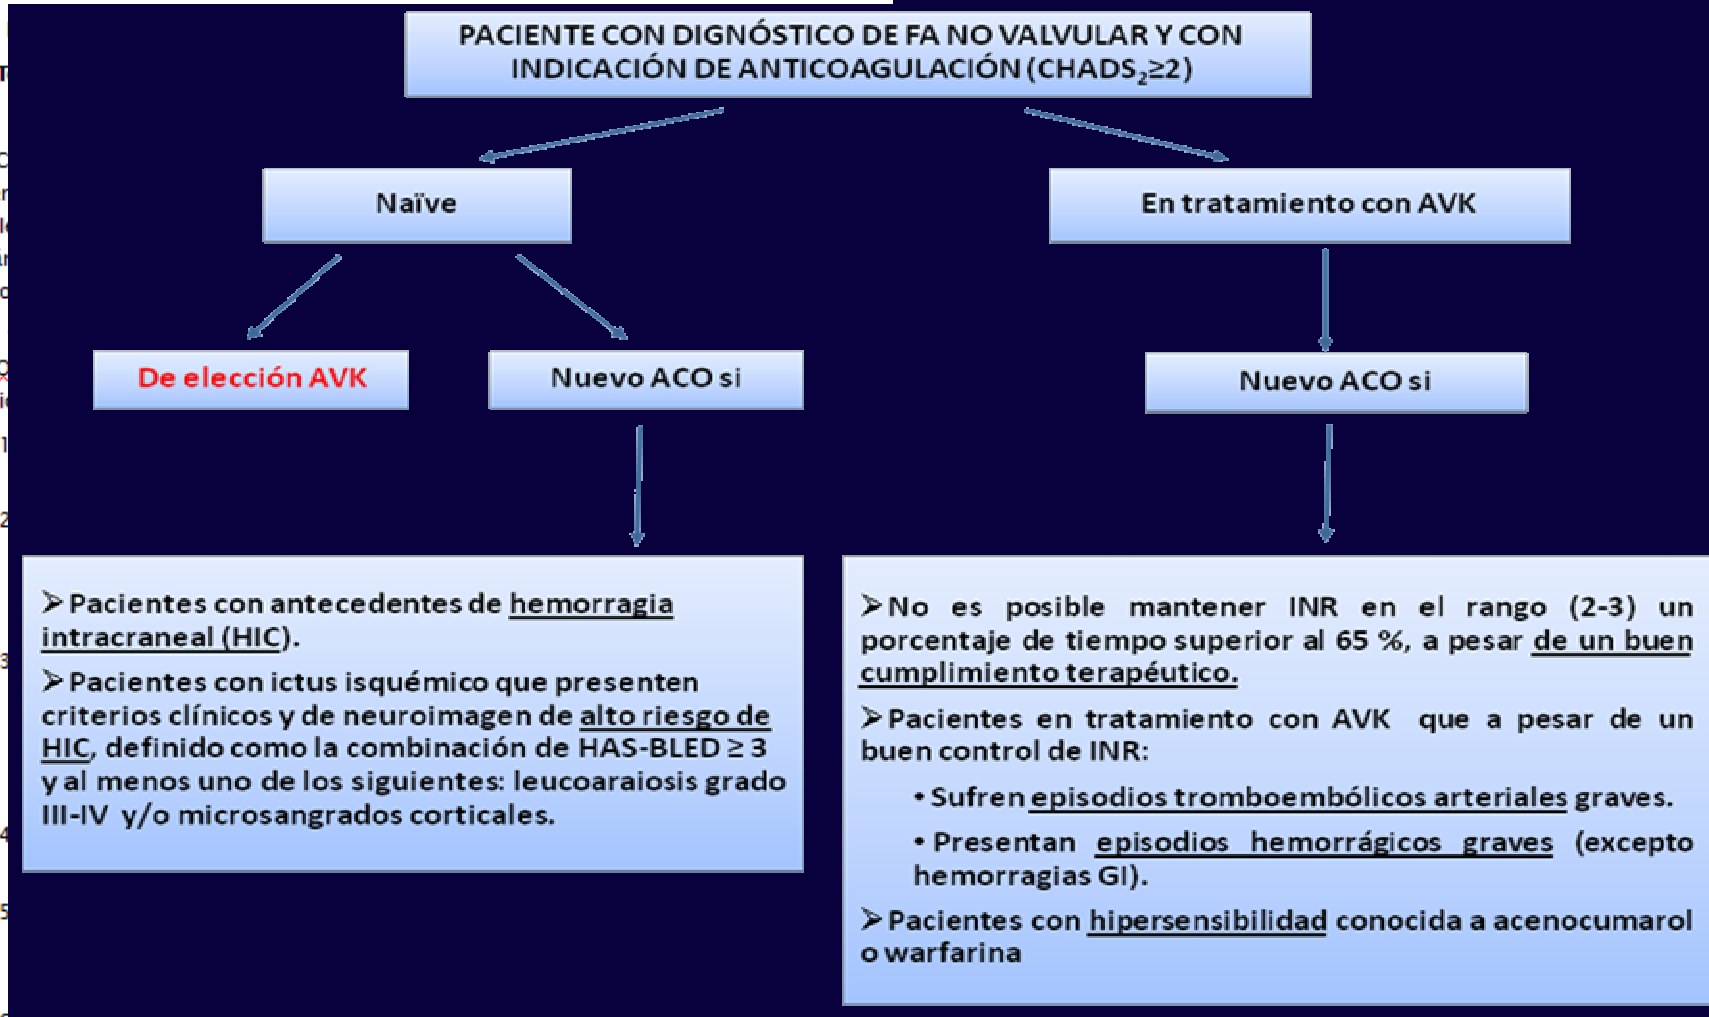 PACIENTE CON DIGNÓSTICO DE FA NO VALVULAR Y CON
INDICACIÓN DE ANTICOAGULACIÓN (CHADS₂≥2)
Naïve
En tratamiento con AVK
De elección AVK
Nuevo ACO si
Nuevo ACO si
➢Pacientes con antecedentes de hemorragia
intracraneal (HIC).
➢Pacientes con ictus isquémico que presenten
criterios clínicos y de neuroimagen de alto riesgo de
HIC, definido como la combinación de HAS-BLED ≥ 3
y al menos uno de los siguientes: leucoaraiosis grado
III-IV y/o microsangrados corticales.
➢No es posible mantener INR en el rango (2-3) un
porcentaje de tiempo superior al 65 %, a pesar de un buen
cumplimiento terapéutico.
➢Pacientes en tratamiento con AVK que a pesar de un
buen control de INR:
• Sufren episodios tromboembólicos arteriales graves.
• Presentan episodios hemorrágicos graves (excepto
hemorragias GI).
➢Pacientes con hipersensibilidad conocida a acenocumarol
o warfarina